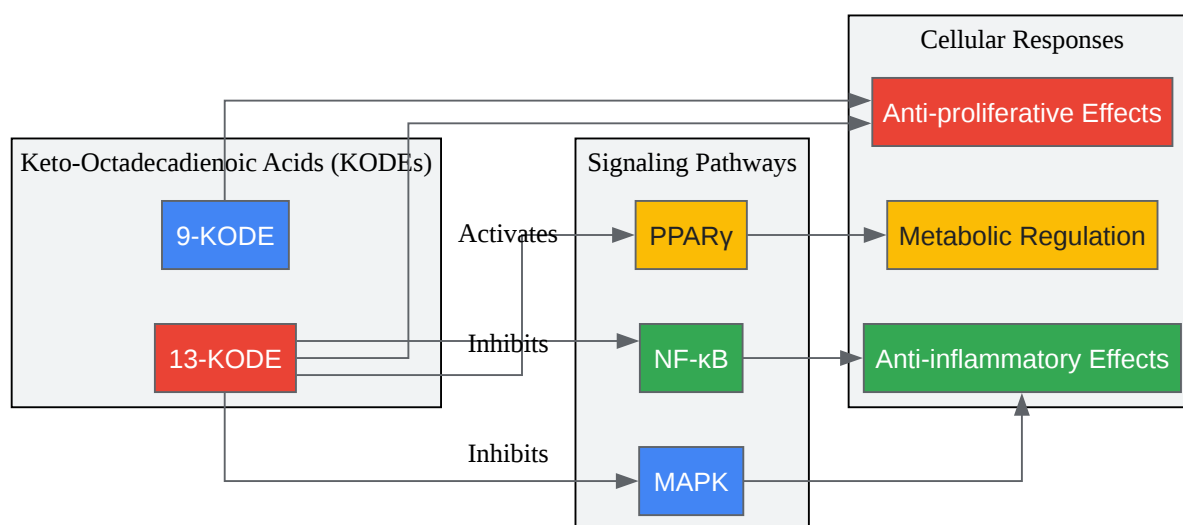 Cellular Responses
Anti-proliferative Effects
Keto-Octadecadienoic Acids (KODEs)
Signaling Pathways
9-KODE
Activates
PPARγ
Metabolic Regulation
13-KODE
Inhibits
NF-κB
Anti-inflammatory Effects
Inhibits
MAPK